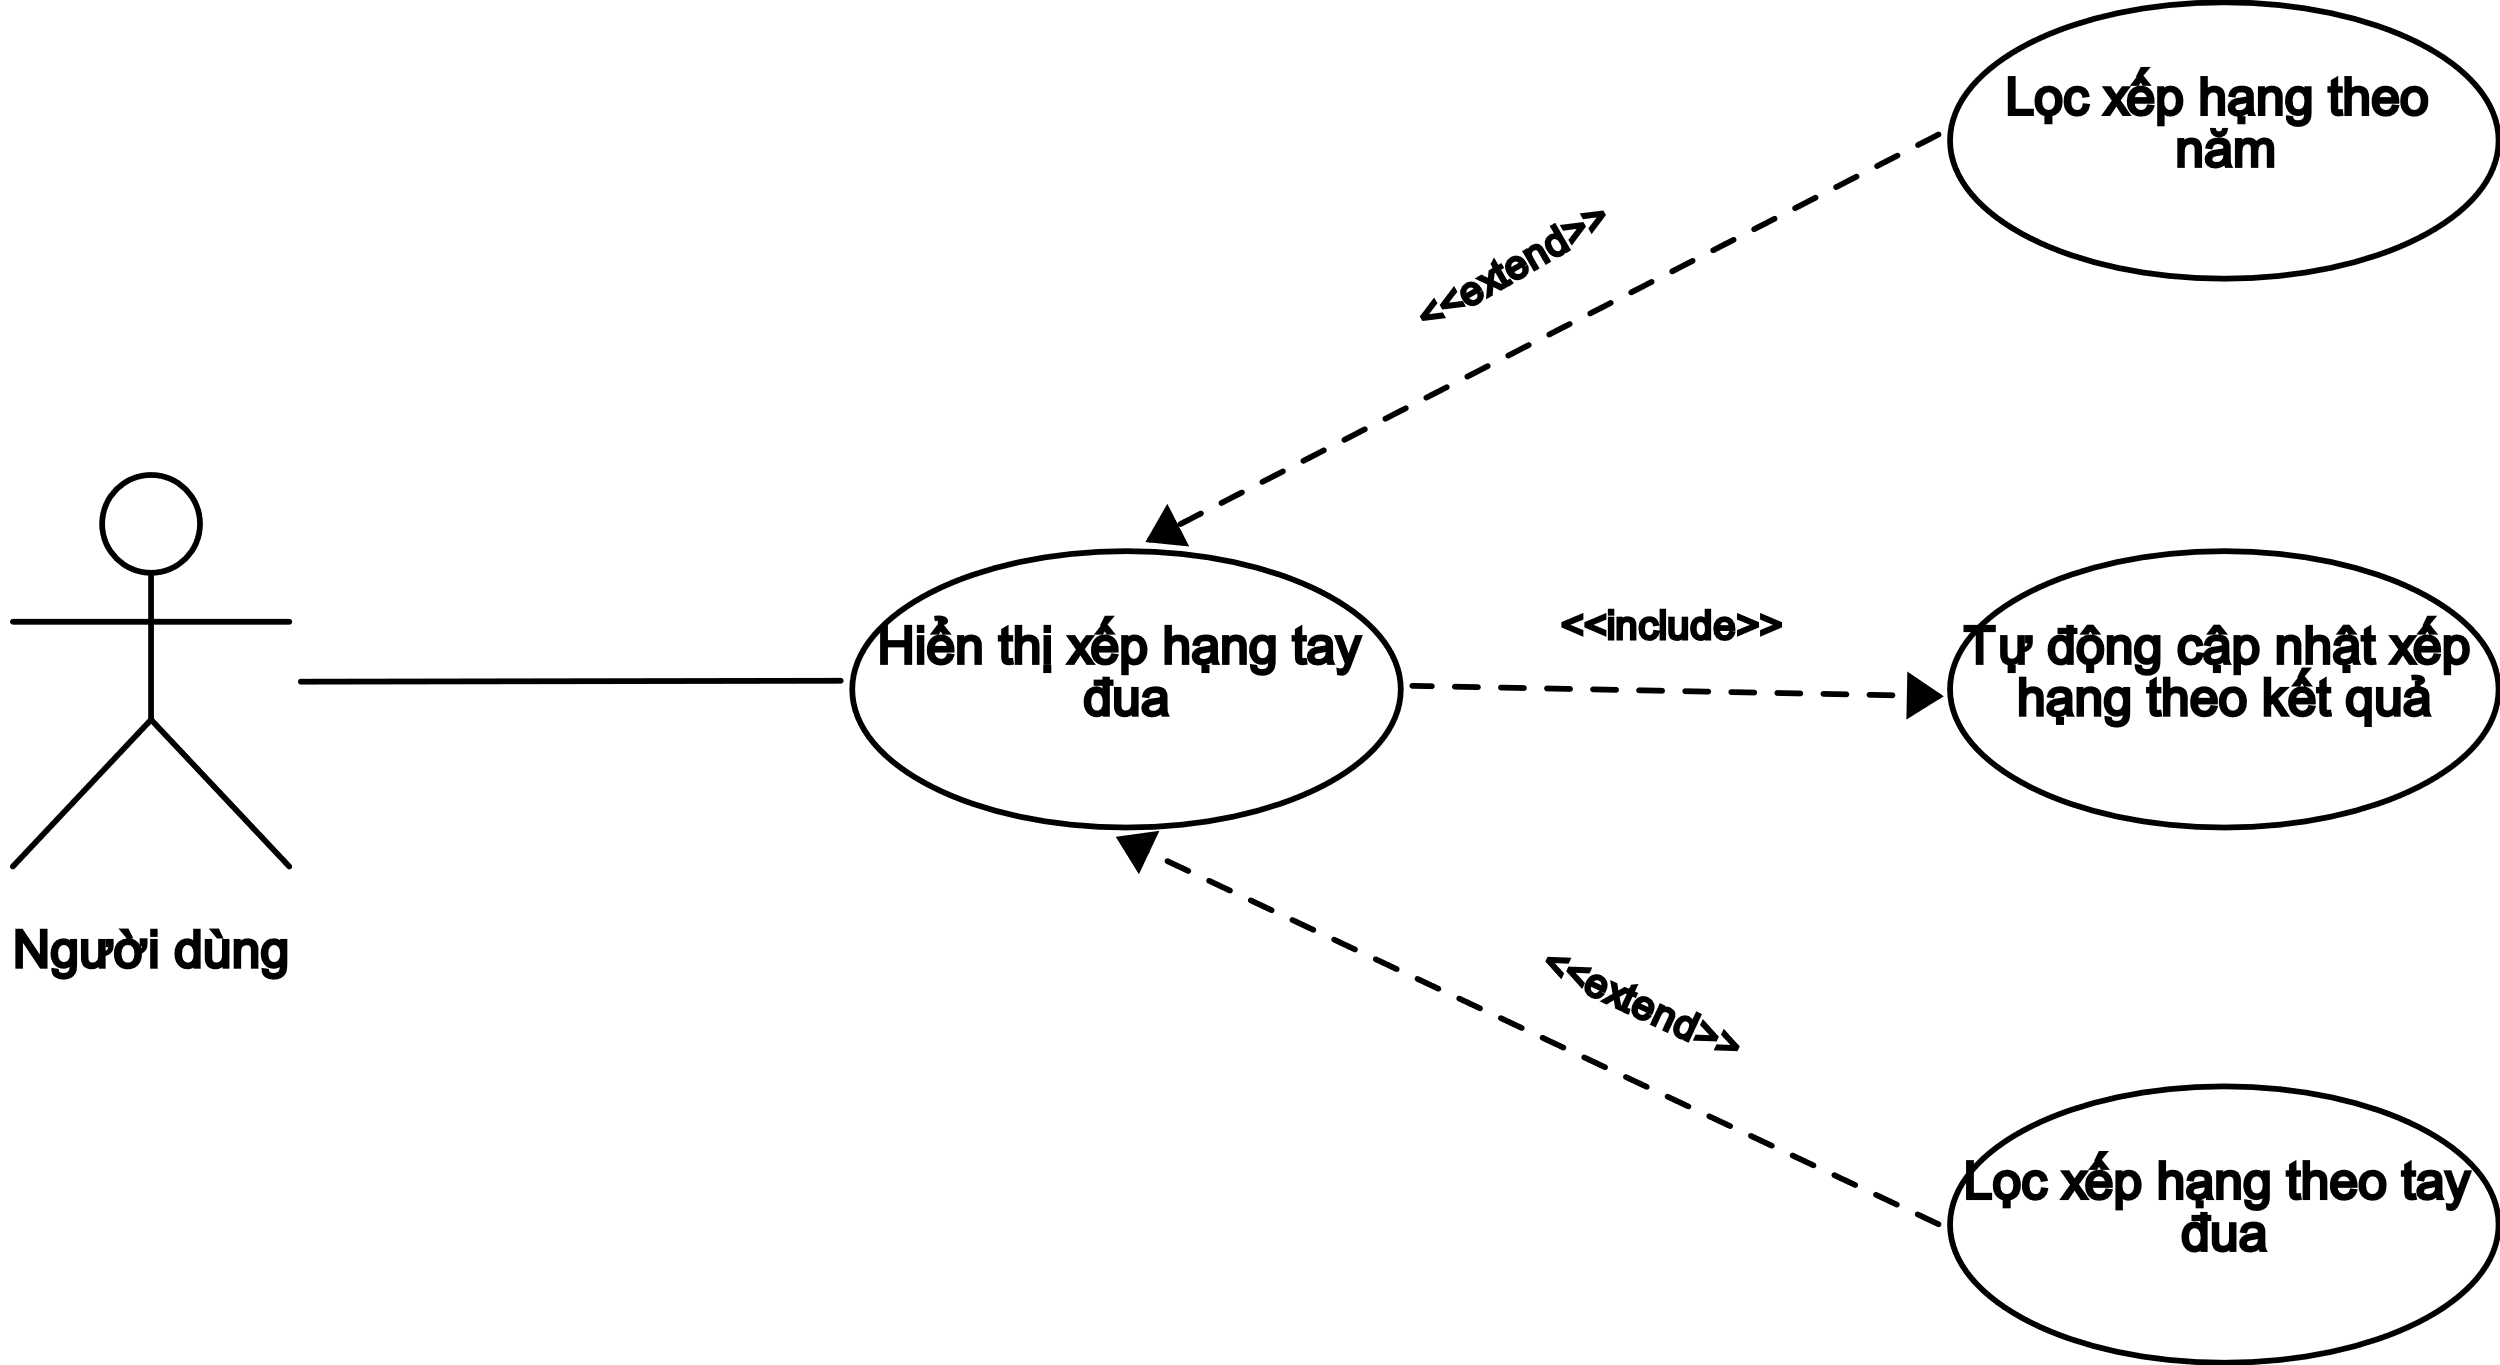 Lọc xếp hạng theo
năm
<<extend>>
<<include>>
Hiển thị xếp hạng tay
đua
Tự động cập nhật xếp
hạng theo kết quả
Người dùng
<<extend>>
Lọc xếp hạng theo tay
đua